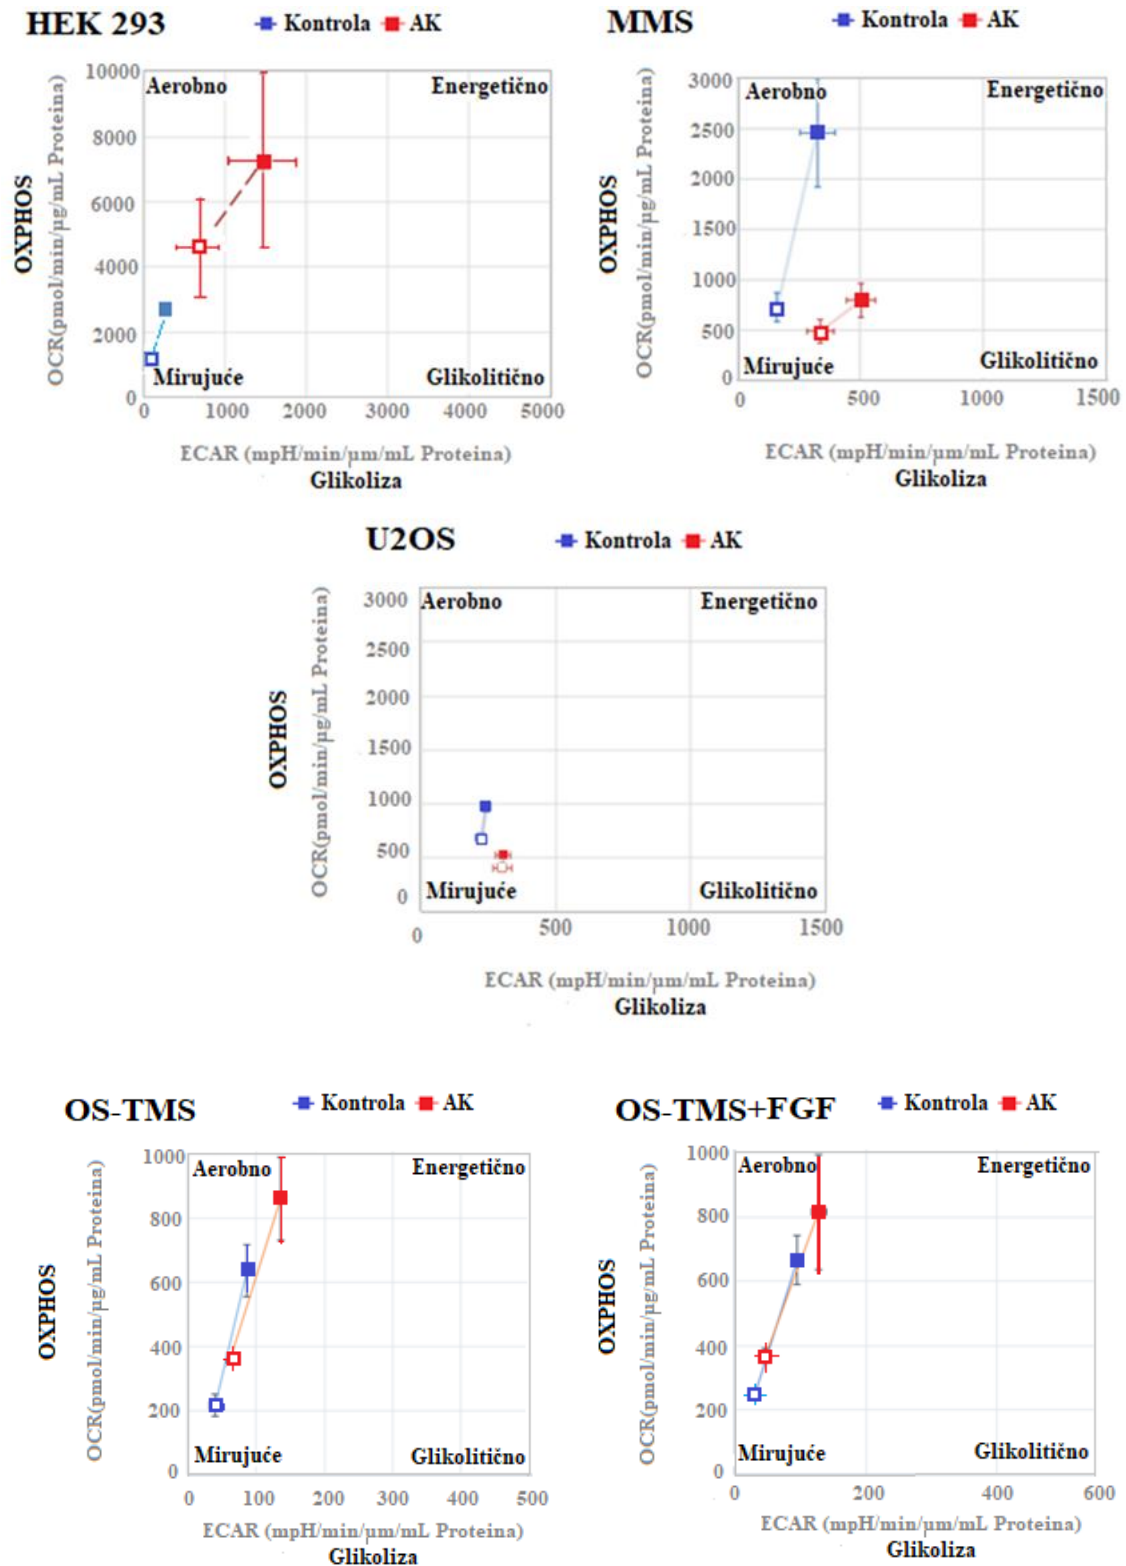 HEK 293
Kontrola AK
OXPHOS
OCR(pmol/min/µg/mL Proteina)
10000
8000
6000
4000
2000
0
Aerobno
Energetično
Mirujuće
Glikolitično
0 1000 2000 3000 4000 5000
ECAR (mpH/min/µm/mL Proteina)
Glikoliza
MMS
Kontrola AK
OXPHOS
OCR(pmol/min/µg/mL Proteina)
3000
2500
2000
1500
1000
500
0
Aerobno
Energetično
Mirujuće
Glikolitično
0 500 1000 1500
ECAR (mpH/min/µm/mL Proteina)
Glikoliza
U2OS
Kontrola AK
OXPHOS
OCR(pmol/min/µg/mL Proteina)
3000
2500
2000
1500
1000
500
0
Aerobno
Energetično
Mirujuće
Glikolitično
0 500 1000 1500
ECAR (mpH/min/µm/mL Proteina)
Glikoliza
OS-TMS
Kontrola AK
OXPHOS
OCR(pmol/min/µg/mL Proteina)
1000
800
600
400
200
0
Aerobno
Energetično
Mirujuće
Glikolitično
0 100 200 300 400 500
ECAR (mpH/min/µm/mL Proteina)
Glikoliza
OS-TMS+FGF
Kontrola AK
OXPHOS
OCR(pmol/min/µg/mL Proteina)
1000
800
600
400
200
0
Aerobno
Energetično
Mirujuće
Glikolitično
0 200 400 600
ECAR (mpH/min/µm/mL Proteina)
Glikoliza